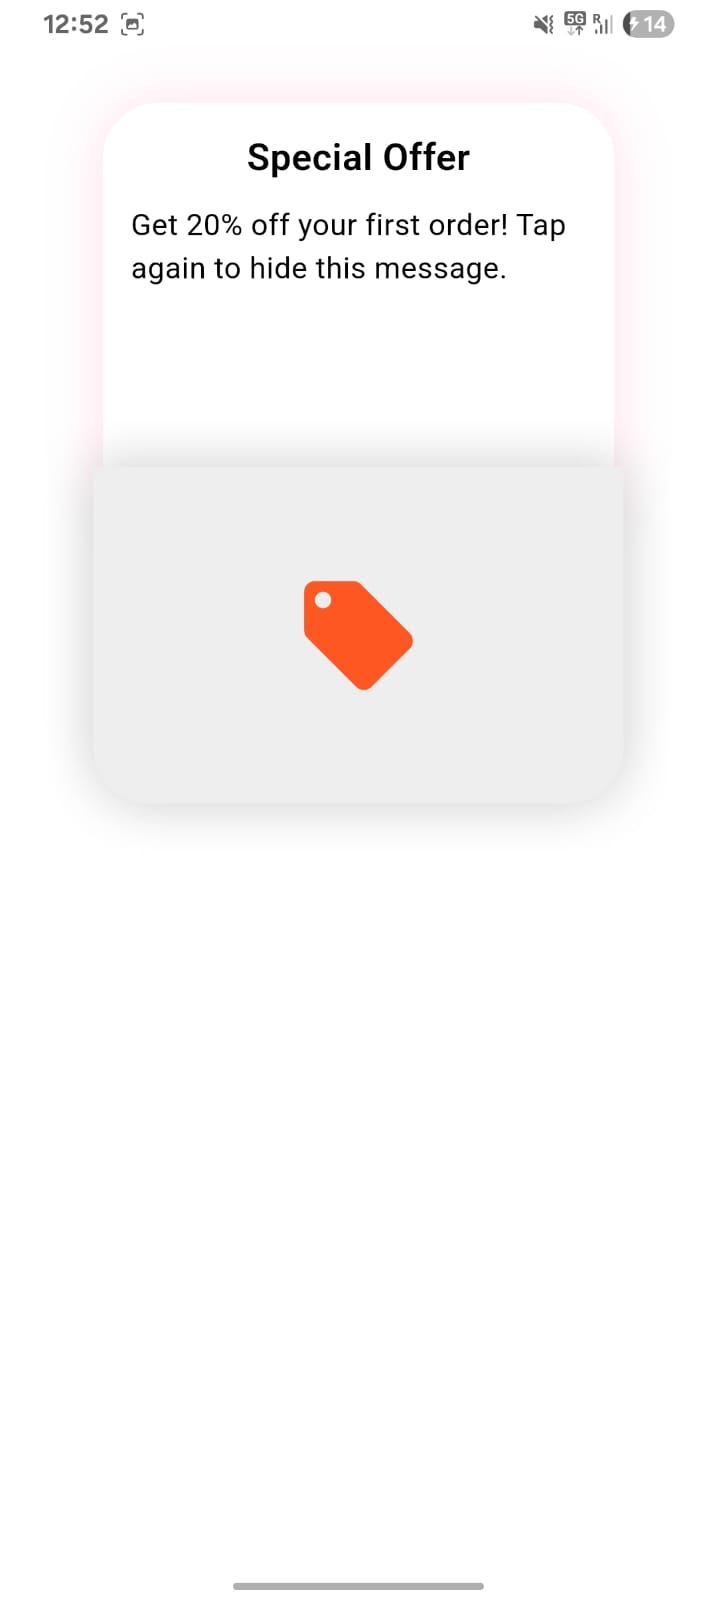 12:52
5G R 14
Special Offer
Get 20% off your first order! Tap
again to hide this message.